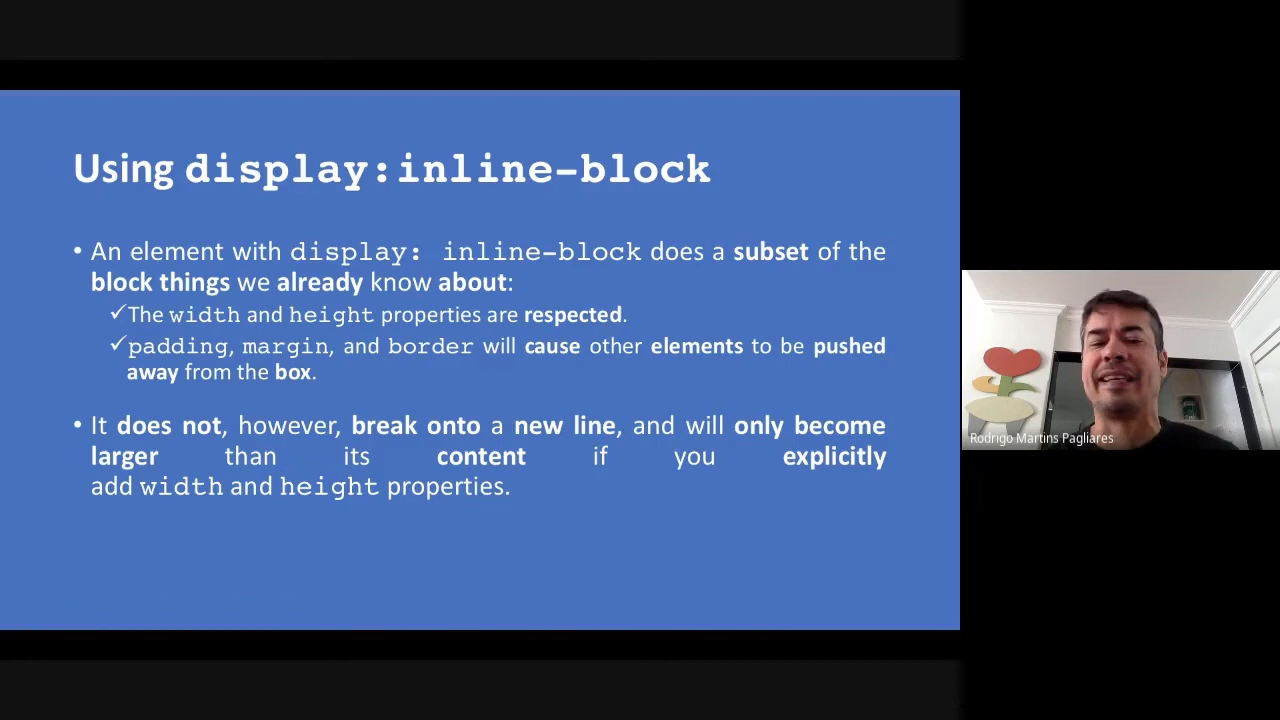 Using display:inline-block
• An element with display: inline-block does a subset of the
block things we already know about:
✓The width and height properties are respected.
✓padding, margin, and border will cause other elements to be pushed
away from the box.
• It does not, however, break onto a new line, and will only become
larger than its content if you explicitly
add width and height properties.
Rodrigo Martins Pagliares